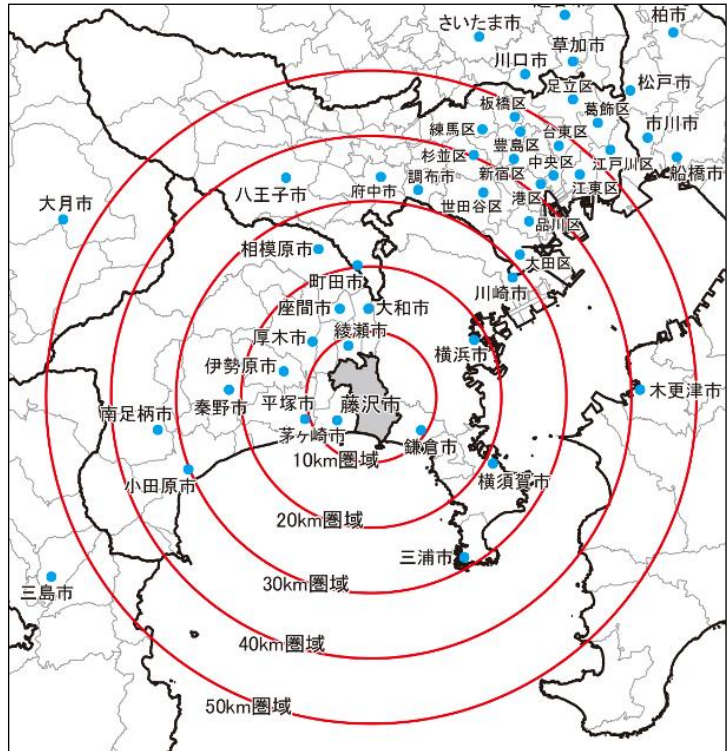 さいたま市
柏市
川口市
草加市
足立区
松戸市
板橋区
葛飾区
練馬区
台東区
市川市
豊島区
杉並区
江戸川区
新宿区
中央区
船橋市
八王子市
府中市
調布市
江東区
港区
世田谷区
大月市
品川区
相模原市
大田区
町田市
川崎市
座間市
大和市
綾瀬市
厚木市
横浜市
伊勢原市
木更津市
秦野市
平塚市
藤沢市
南足柄市
茅ヶ崎市
鎌倉市
10km圏域
小田原市
横須賀市
20km圏域
三浦市
30km圏域
三島市
40km圏域
50km圏域